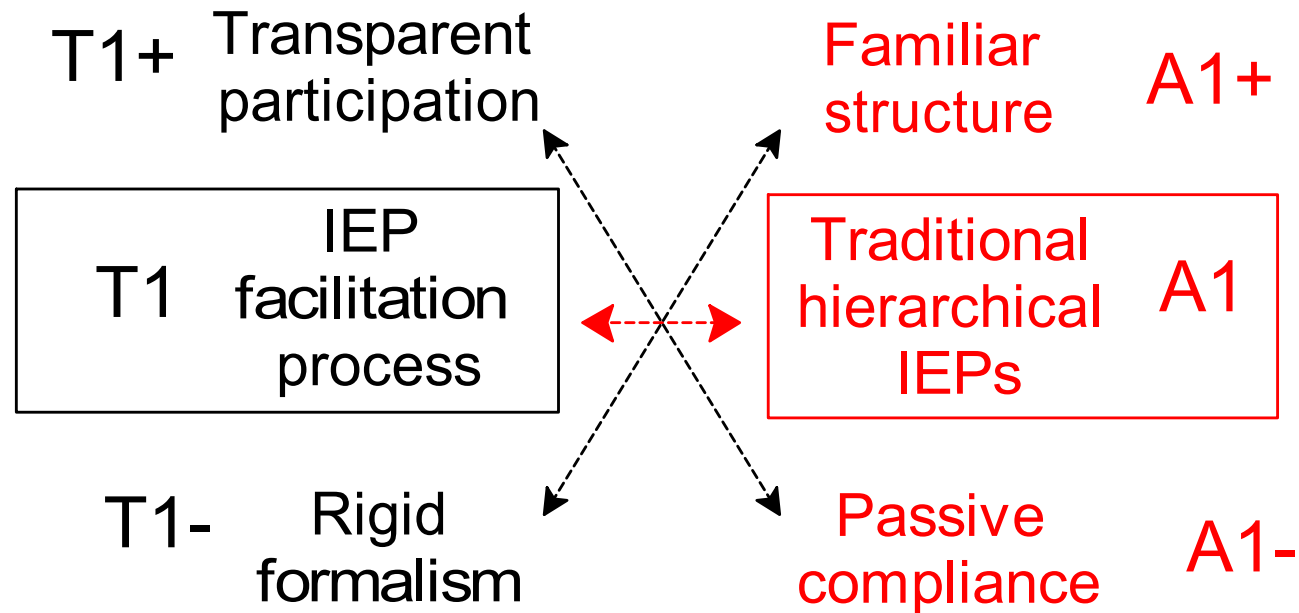 T1+
Transparent
participation
Familiar
structure
A1+
T1
IEP
facilitation
process
Traditional
hierarchical
IEPs
A1
T1-
Rigid
formalism
Passive
compliance
A1-